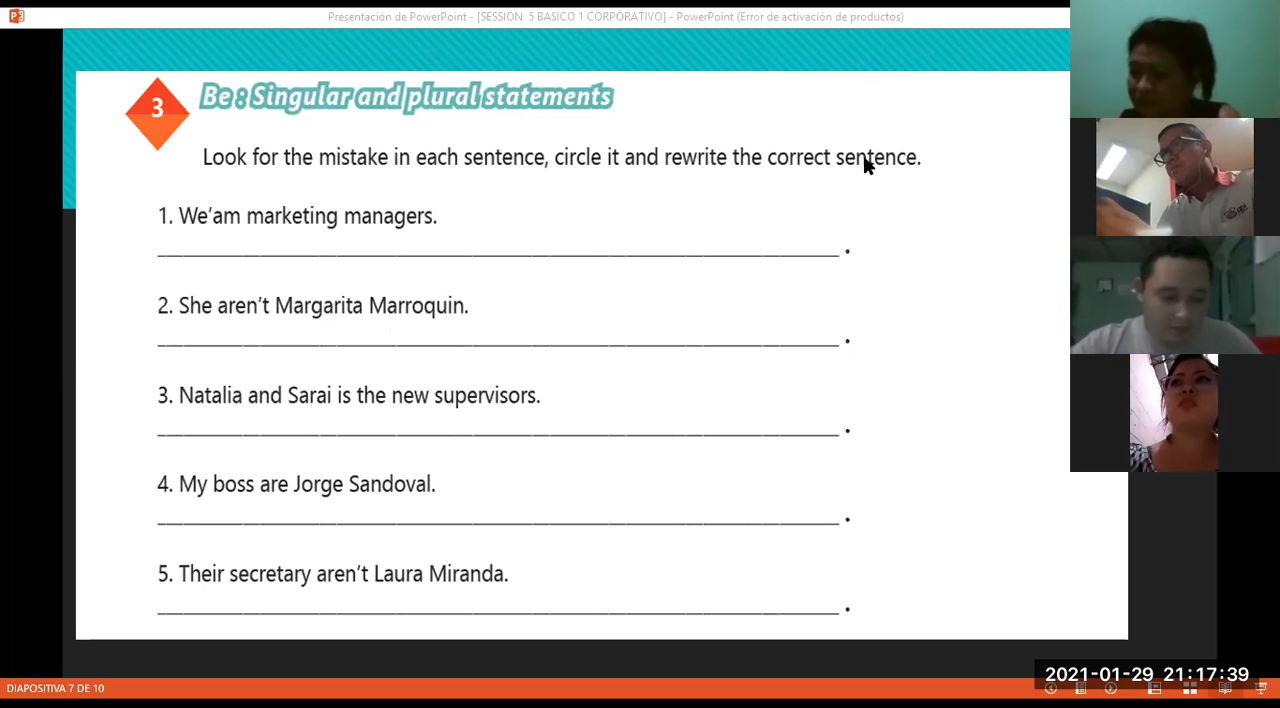 Presentación de PowerPoint - [SESSION 5 BASICO 1 CORPORATIVO] - PowerPoint (Error de activación de productos)
3
Be : Singular and plural statements
Look for the mistake in each sentence, circle it and rewrite the correct sentence.
1. We'am marketing managers.
2. She aren't Margarita Marroquin.
3. Natalia and Sarai is the new supervisors.
4. My boss are Jorge Sandoval.
5. Their secretary aren't Laura Miranda.
2021-01-29 21:17:39
DIAPOSITIVA 7 DE 10